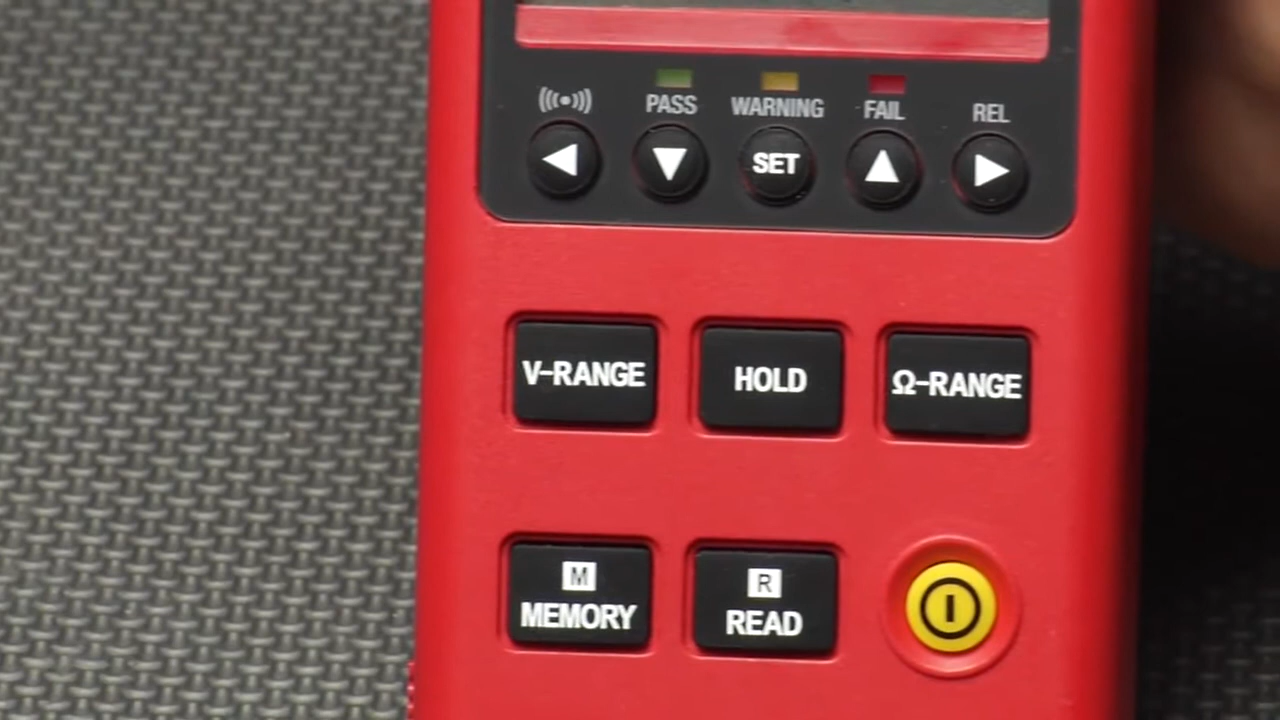 PASS WARNING FAIL REL
SET
V-RANGE HOLD Ω-RANGE
M R
MEMORY READ